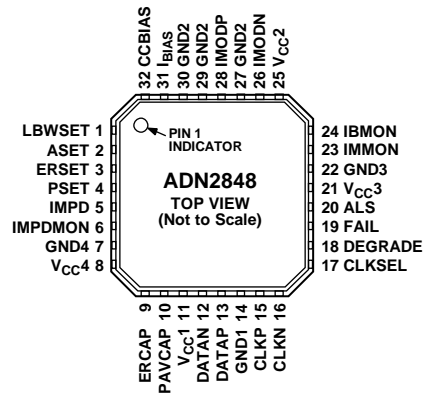 32 CCBIAS
31 IBIAS
30 GND2
29 GND2
28 IMODP
27 GND2
26 IMODN
25 VCC2
LBWSET 1
ASET 2
ERSET 3
PSET 4
IMPD 5
IMPDMON 6
GND4 7
VCC4 8
PIN 1
INDICATOR
ADN2848
TOP VIEW
(Not to Scale)
24 IBMON
23 IMMON
22 GND3
21 VCC3
20 ALS
19 FAIL
18 DEGRADE
17 CLKSEL
ERCAP 9
PAVCAP 10
VCC1 11
DATAN 12
DATAP 13
GND1 14
CLKP 15
CLKN 16